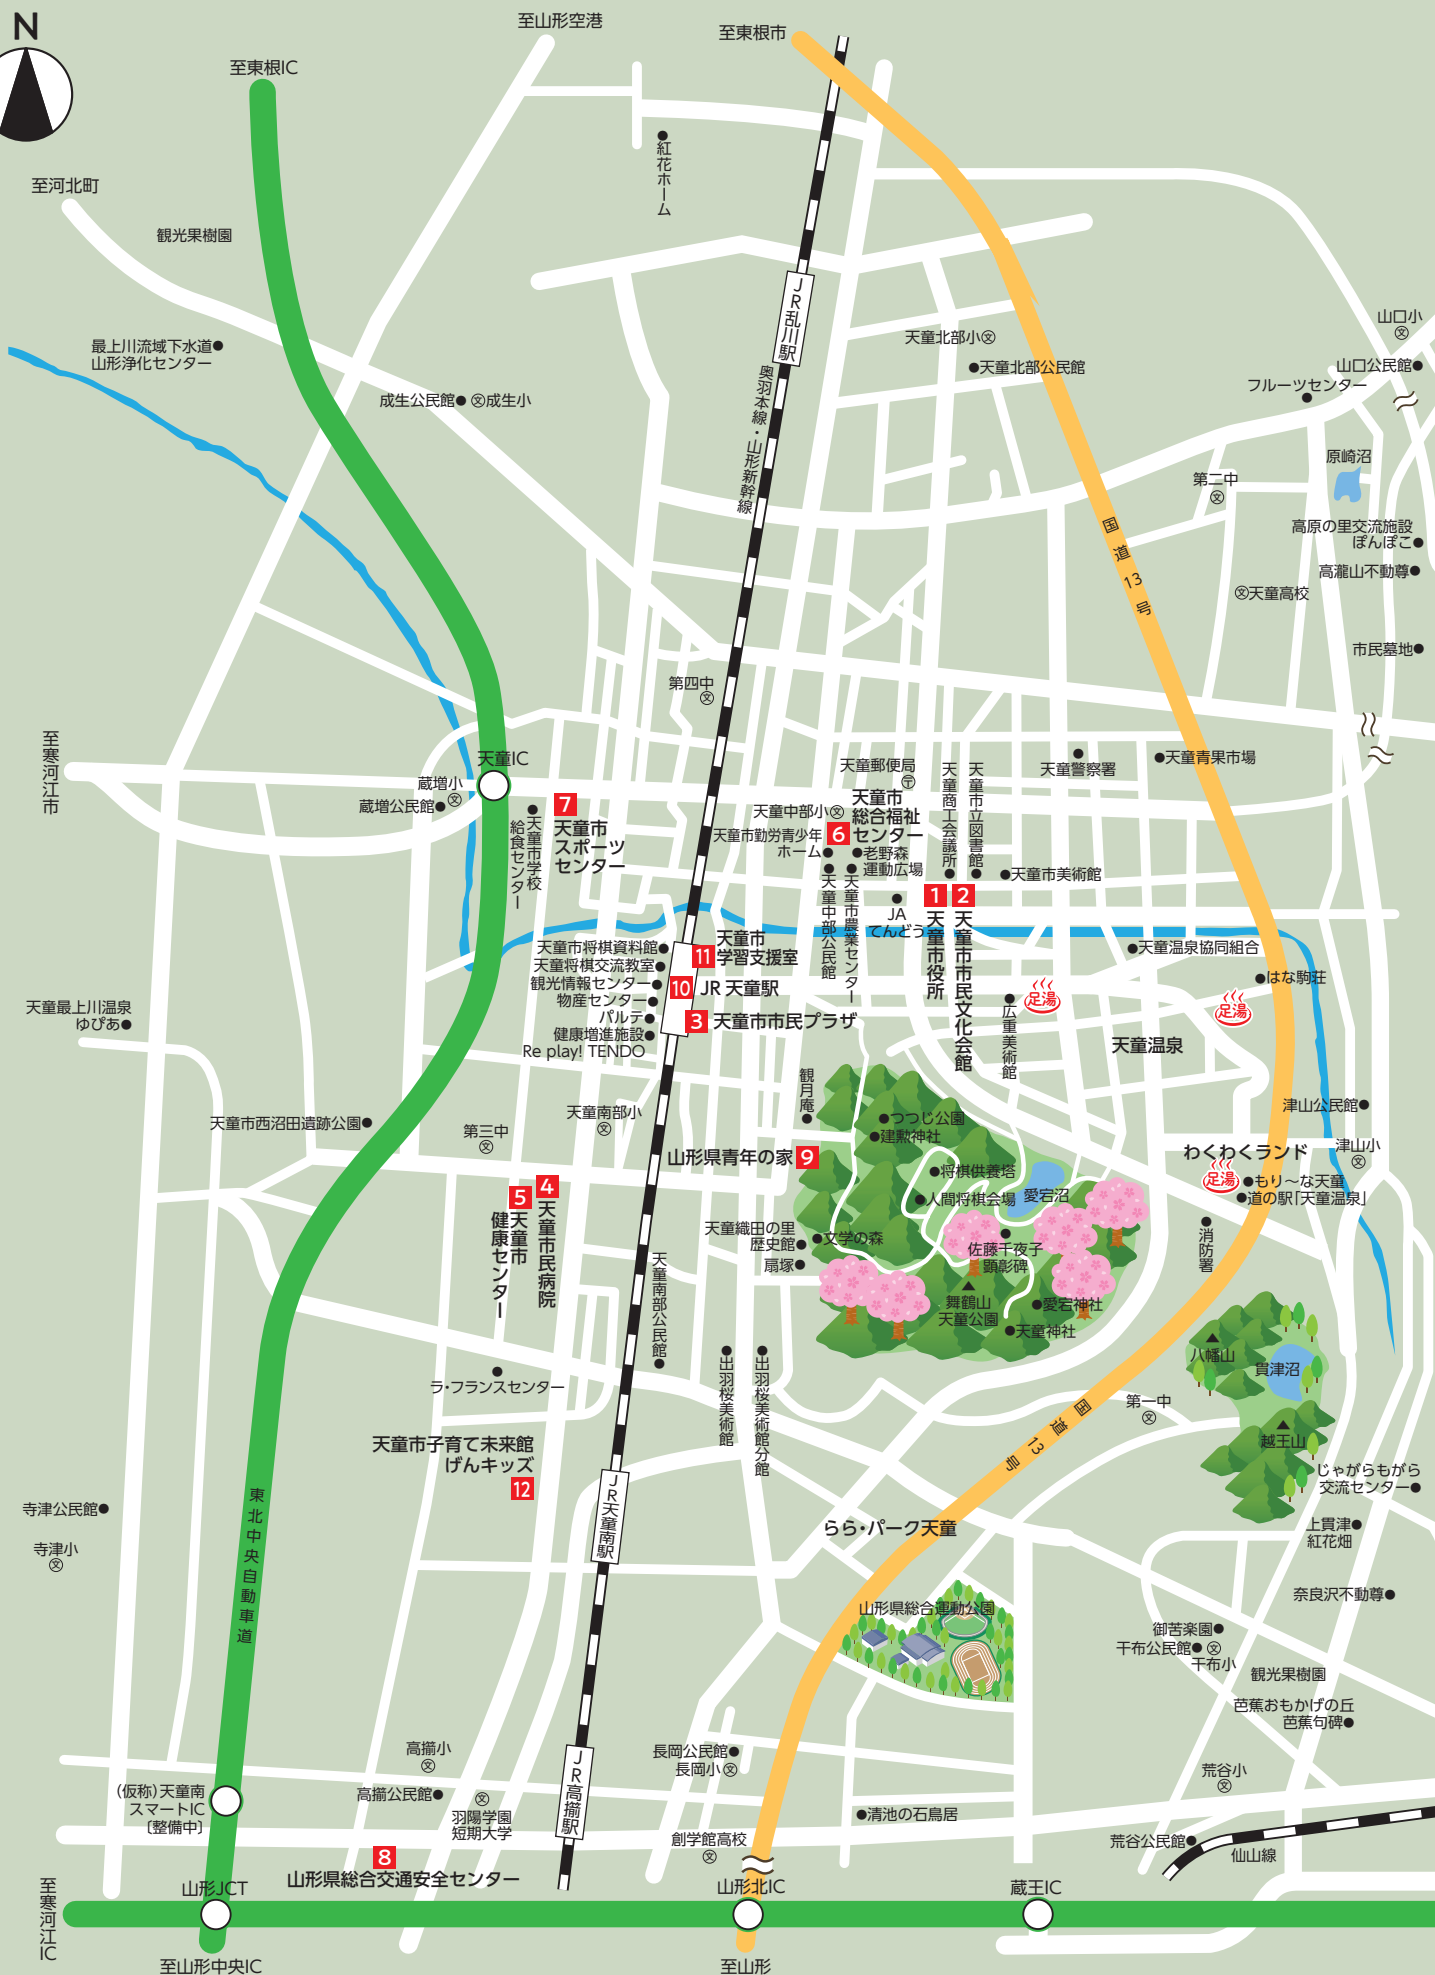 N
至山形空港
至東根市
至東根IC
紅花ホーム
至河北町
観光果樹園
JR乱川駅
奥羽本線・山形新幹線
最上川流域下水道
山形浄化センター
天童北部小
文
天童北部公民館
山口小
文
山口公民館
フルーツセンター
成生公民館
文成生小
原崎沼
第二中
文
高原の里交流施設
ぽんぽこ
国道13号
高瀧山不動尊
文天童高校
市民墓地
第四中
文
至寒河江市
天童IC
蔵増小
文
蔵増公民館
天童市学校
給食センター
7
天童市
スポーツ
センター
天童郵便局
〒
天童中部小文
天童市
総合福祉
センター
6
天童市勤労青少年
ホーム
老野森
運動広場
天童商工会議所
天童市立図書館
天童警察署
天童青果市場
天童市美術館
天童中部公民館
天童市農業センター
JA
てんどう
1
天童市役所
2
天童市市民文化会館
天童温泉協同組合
はな駒荘
天童市将棋資料館
天童将棋交流教室
観光情報センター
物産センター
パルテ
健康増進施設
Re play! TENDO
11
天童市
学習支援室
10
JR 天童駅
3
天童市市民プラザ
天童最上川温泉
ゆぴあ
足湯
足湯
広重美術館
天童温泉
観月庵
つつじ公園
建勲神社
天童市西沼田遺跡公園
第三中
文
天童南部小
文
山形県青年の家
9
津山公民館
津山小
文
わくわくランド
足湯
もり〜な天童
道の駅「天童温泉」
将棋供養塔
人間将棋会場
愛宕沼
4
天童市民病院
5
天童市
健康センター
天童織田の里
歴史館
文学の森
扇塚
佐藤千夜子
顕彰碑
消防署
天童南部公民館
舞鶴山
天童公園
愛宕神社
天童神社
八幡山
貫津沼
越王山
出羽桜美術館
出羽桜美術館分館
ラ・フランスセンター
第一中
文
国道13号
天童市子育て未来館
げんキッズ
12
JR天童南駅
じゃがらもがら
交流センター
上貫津
紅花畑
らら・パーク天童
東北中央自動車道
寺津公民館
寺津小
文
奈良沢不動尊
山形県総合運動公園
御苦楽園
干布公民館
文
干布小
観光果樹園
芭蕉おもかげの丘
芭蕉句碑
高擶小
文
高擶公民館
JR高擶駅
長岡公民館
長岡小文
荒谷小
文
(仮称)天童南
スマートIC
〔整備中〕
文
羽陽学園
短期大学
清池の石鳥居
創学館高校
文
荒谷公民館
仙山線
8
山形県総合交通安全センター
至寒河江IC
山形JCT
山形北IC
蔵王IC
至山形中央IC
至山形